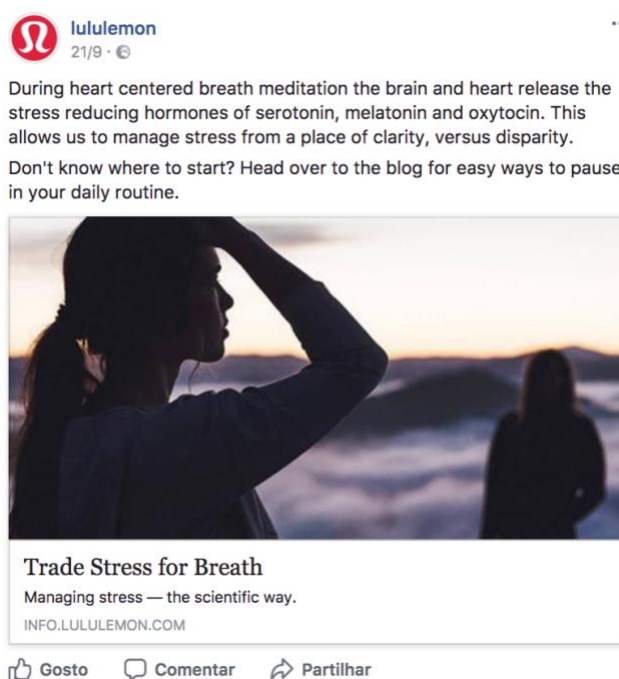 lululemon
21/9 ·
During heart centered breath meditation the brain and heart release the
stress reducing hormones of serotonin, melatonin and oxytocin. This
allows us to manage stress from a place of clarity, versus disparity.
Don't know where to start? Head over to the blog for easy ways to pause
in your daily routine.
Trade Stress for Breath
Managing stress — the scientific way.
INFO.LULULEMON.COM
Gosto Comentar Partilhar